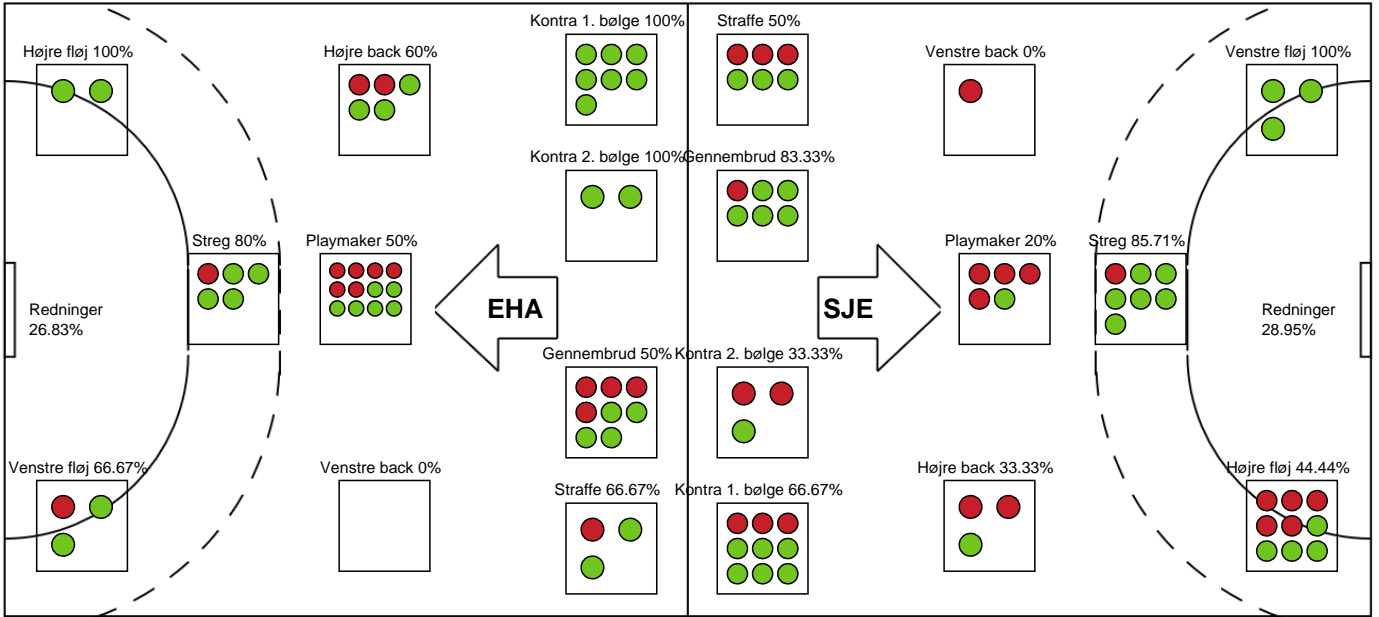 Kontra 1. bølge 100%
Straffe 50%
Højre fløj 100%
Højre back 60%
Venstre back 0%
Venstre fløj 100%
Kontra 2. bølge 100%
Gennembrud 83.33%
Streg 80%
Playmaker 50%
Playmaker 20%
Streg 85.71%
Redninger
26.83%
EHA
SJE
Redninger
28.95%
Gennembrud 50%
Kontra 2. bølge 33.33%
Venstre fløj 66.67%
Venstre back 0%
Straffe 66.67%
Kontra 1. bølge 66.67%
Højre back 33.33%
Højre fløj 44.44%